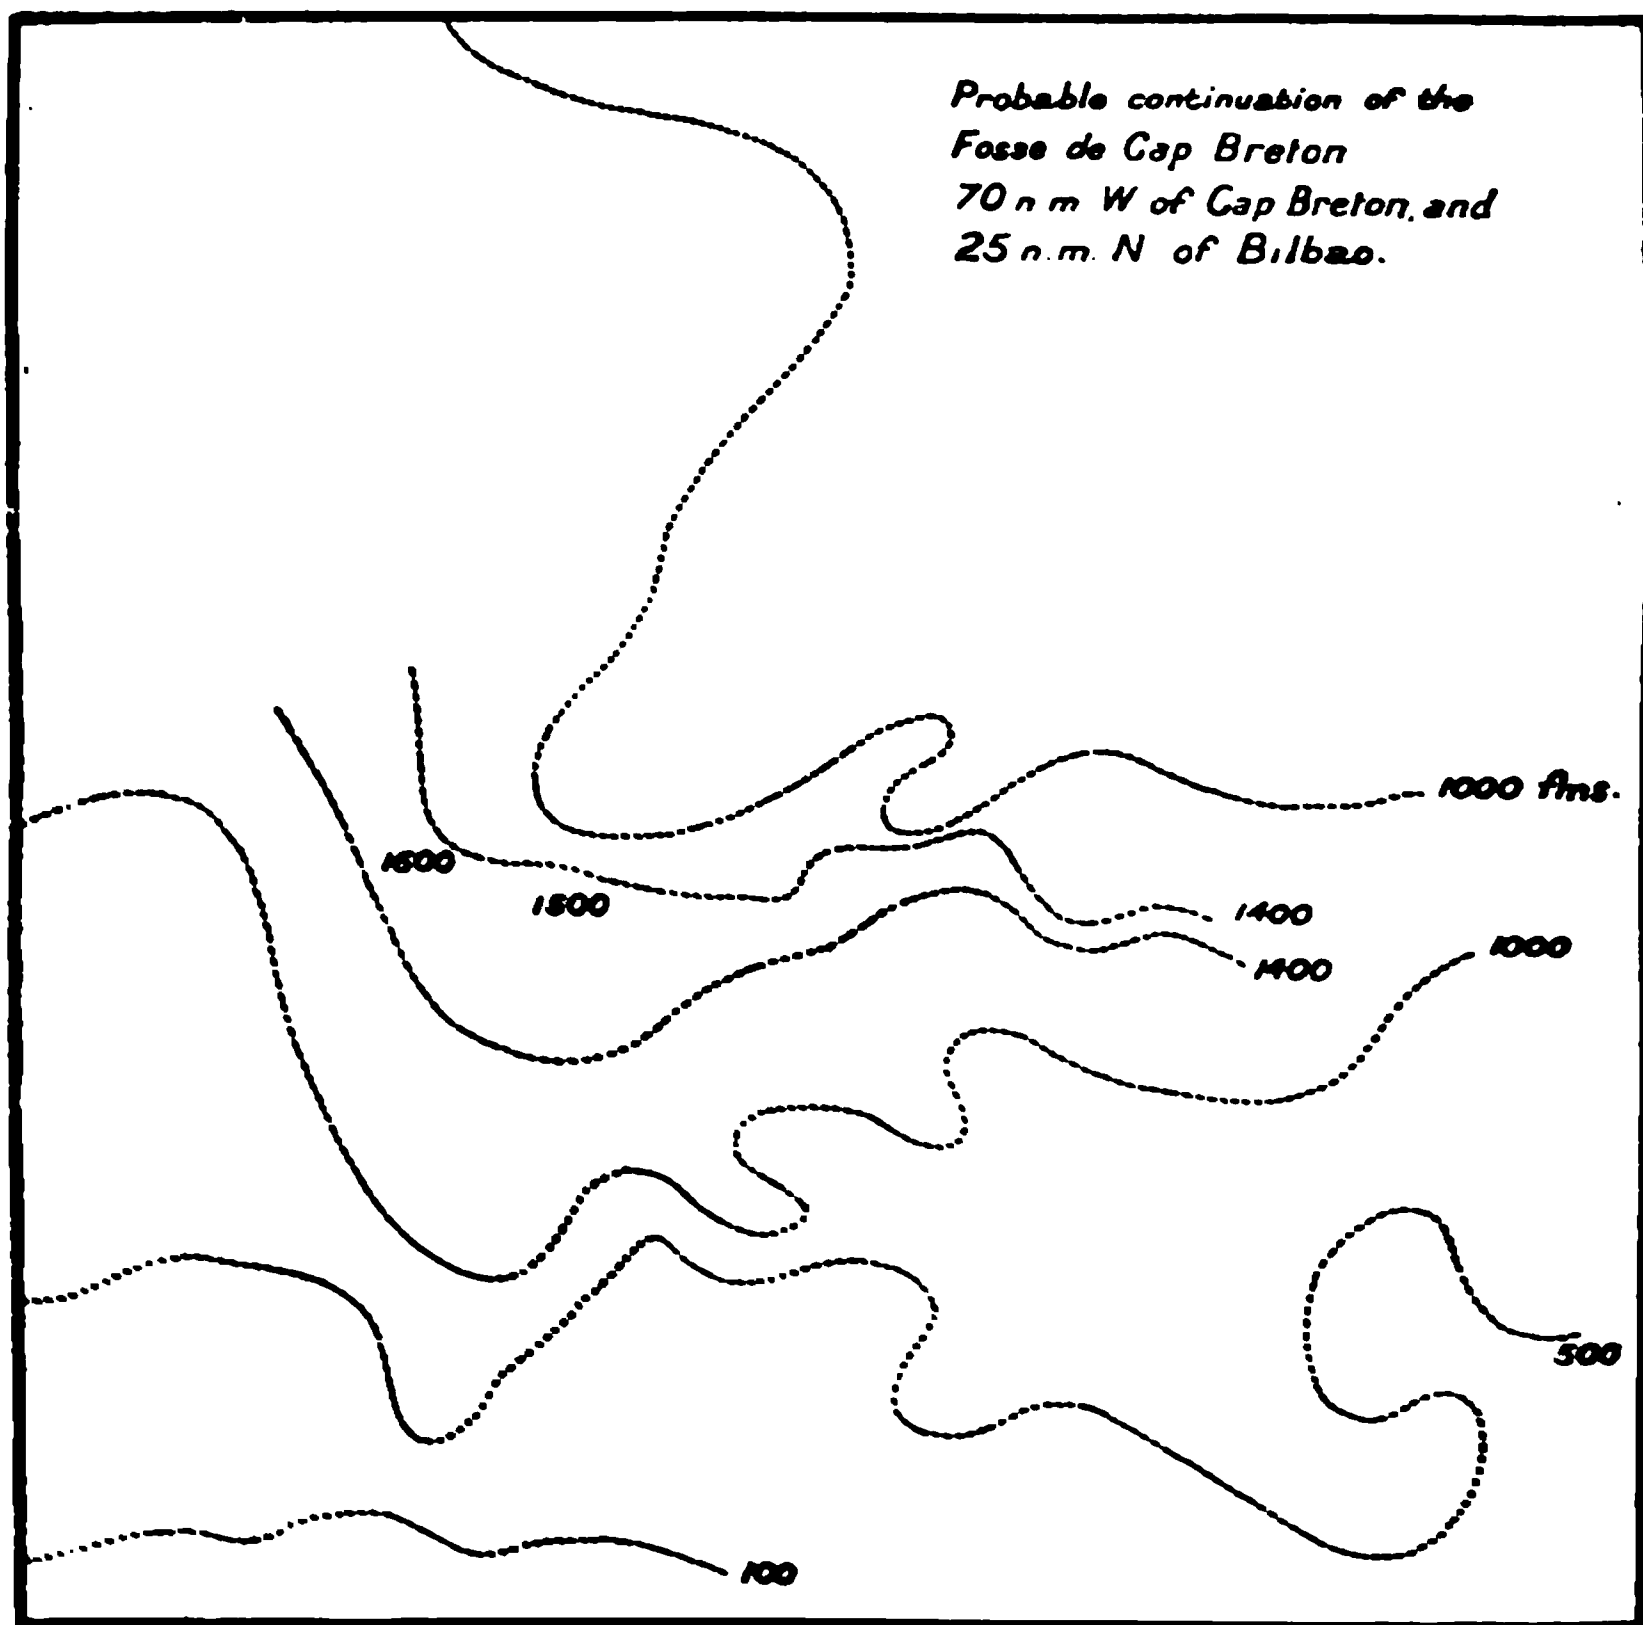 Probable continuation of the
Fosse de Cap Breton
70 n m W of Cap Breton, and
25 n.m. N of Bilbao.
1000 fms.
1600
1500
1400
1000
1400
500
100